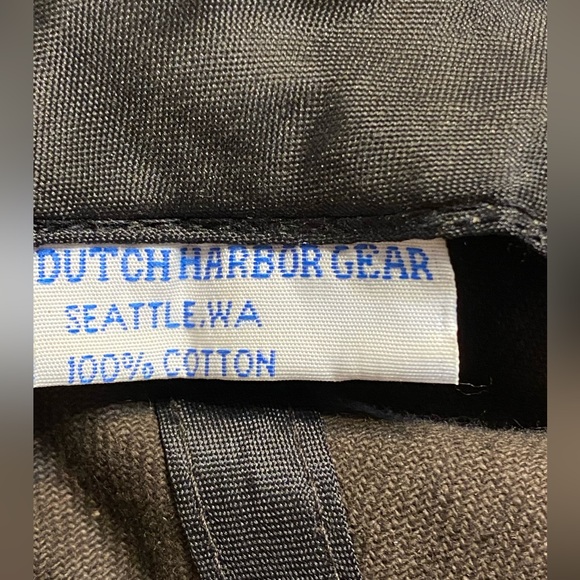 DUTCH HARBOR GEAR
SEATTLE,WA
100% COTTON